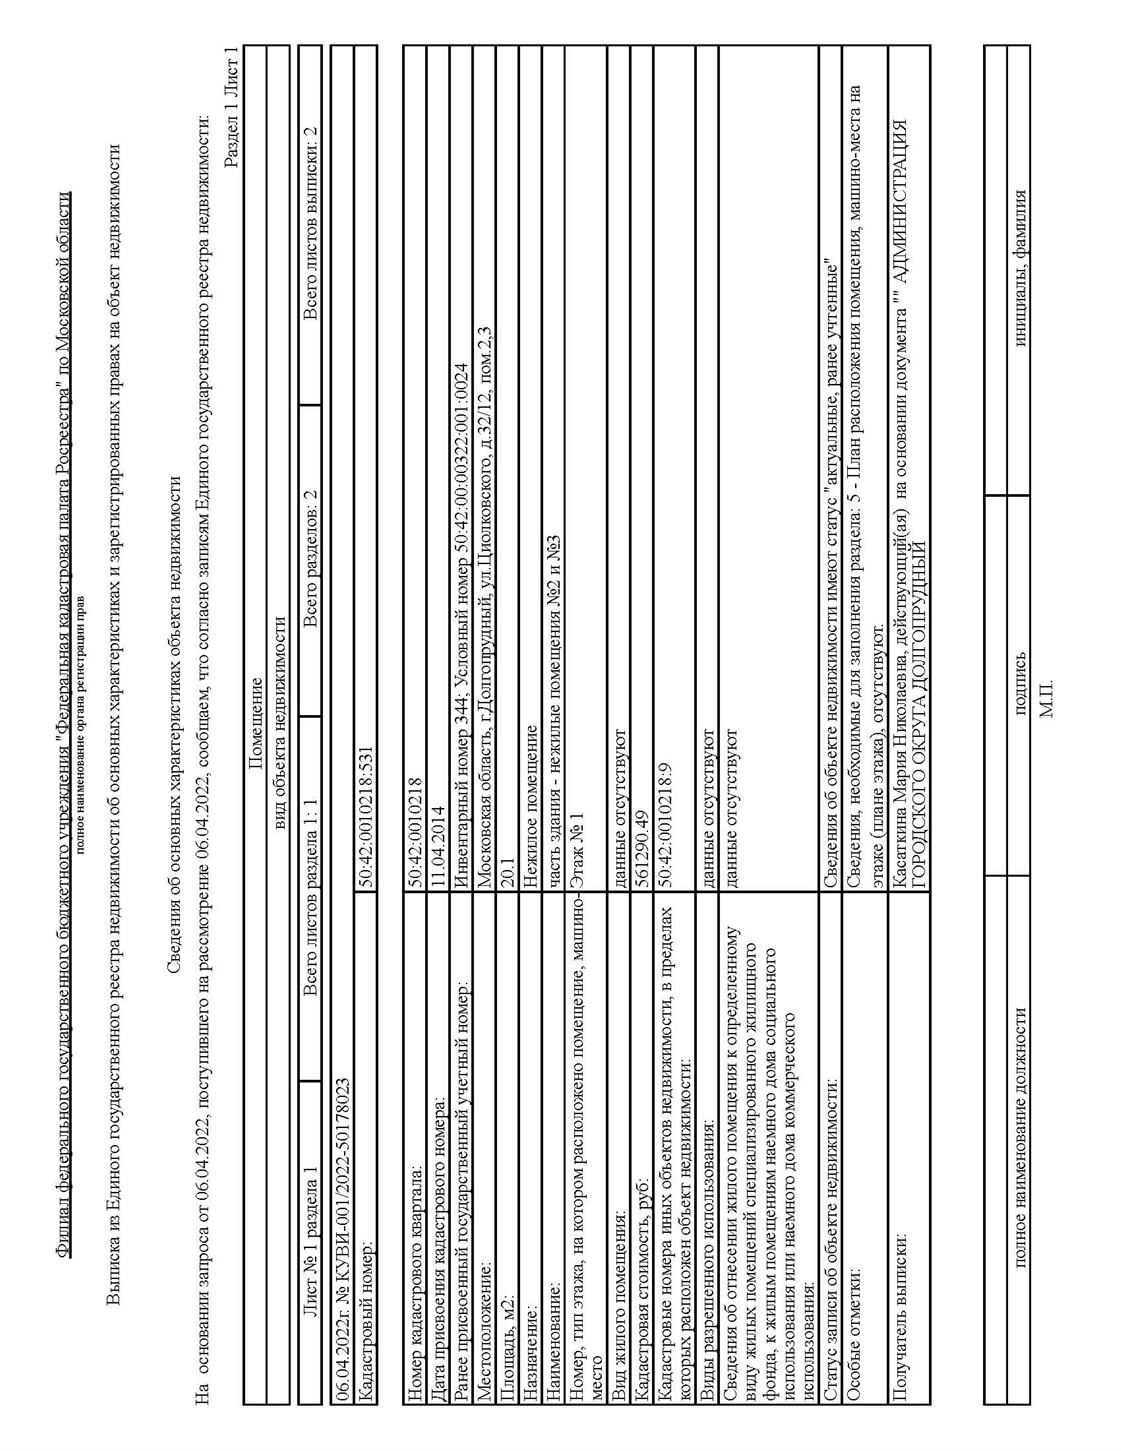 Филиал федерального государственного бюджетного учреждения "Федеральная кадастровая палата Росреестра" по Московской области
полное наименование органа регистрации прав
Выписка из Единого государственного реестра недвижимости об основных характеристиках и зарегистрированных правах на объект недвижимости
Сведения об основных характеристиках объекта недвижимости
На основании запроса от 06.04.2022, поступившего на рассмотрение 06.04.2022, сообщаем, что согласно записям Единого государственного реестра недвижимости:
Раздел 1 Лист 1
Помещение
вид объекта недвижимости
Лист № 1 раздела 1 Всего листов раздела 1: 1 Всего разделов: 2 Всего листов выписки: 2
06.04.2022г. № КУВИ-001/2022-50178023
Кадастровый номер: 50:42:0010218:531
Номер кадастрового квартала: 50:42:0010218
Дата присвоения кадастрового номера: 11.04.2014
Ранее присвоенный государственный учетный номер: Инвентарный номер 344; Условный номер 50:42:00:00322:001:0024
Местоположение: Московская область, г.Долгопрудный, ул.Циолковского, д.32/12, пом.2,3
Площадь, м2: 20.1
Назначение: Нежилое помещение
Наименование: часть здания - нежилые помещения №2 и №3
Номер, тип этажа, на котором расположено помещение, машино- Этаж № 1
место
Вид жилого помещения: данные отсутствуют
Кадастровая стоимость, руб: 561290.49
Кадастровые номера иных объектов недвижимости, в пределах 50:42:0010218:9
которых расположен объект недвижимости:
Виды разрешенного использования: данные отсутствуют
Сведения об отнесении жилого помещения к определенному данные отсутствуют
виду жилых помещений специализированного жилищного
фонда, к жилым помещениям наемного дома социального
использования или наемного дома коммерческого
использования:
Статус записи об объекте недвижимости: Сведения об объекте недвижимости имеют статус "актуальные, ранее учтенные"
Особые отметки: Сведения, необходимые для заполнения раздела: 5 - План расположения помещения, машино-места на
этаже (плане этажа), отсутствуют.
Получатель выписки: Касаткина Мария Николаевна, действующий(ая) на основании документа "" АДМИНИСТРАЦИЯ
ГОРОДСКОГО ОКРУГА ДОЛГОПРУДНЫЙ
полное наименование должности подпись инициалы, фамилия
М.П.